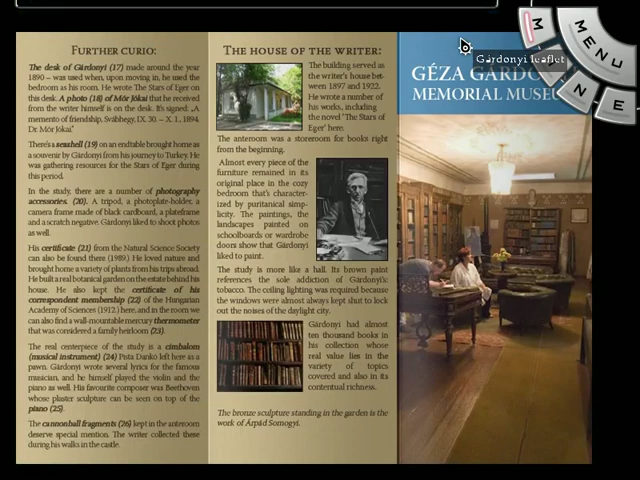 FURTHER CURIO:
The desk of Gárdonyi (17) made around the year
1890 – was used when, upon moving in, he used the
bedroom as his room. He wrote The Stars of Eger on
this desk. A photo (18) of Mór Jókai that he received
from the writer himself is on the desk. It's signed: „A
memento of friendship, Svábhegy, IX. 30. – X. 1., 1894.
Dr. Mór Jókai."
There's a seashell (19) on an endtable brought home as
a souvenir by Gárdonyi from his journey to Turkey. He
was gathering resources for the Stars of Eger during
this period.
In the study, there are a number of photography
accessories. (20). A tripod, a photoplate-holder, a
camera frame made of black cardboard, a plateframe
and a scratch negative. Gárdonyi liked to shoot photos
as well.
His certificate (21) from the Natural Science Society
can also be found there (1989.) He loved nature and
brought home a variety of plants from his trips abroad.
He built a real botanical garden on the estate behind his
house. He also kept the certificate of his
correspondent membership (22) of the Hungarian
Academy of Sciences (1912.) here, and in the room we
can also find a wall-mountable mercury thermometer
that was considered a family heirloom (23).
The real centerpiece of the study is a cimbalom
(musical instrument) (24) Pista Dankó left here as a
pawn. Gárdonyi wrote several lyrics for the famous
musician, and he himself played the violin and the
piano as well. His favourite composer was Beethoven
whose plaster sculpture can be seen on top of the
piano (25).
The cannonball fragments (26) kept in the anteroom
deserve special mention. The writer collected these
during his walks in the castle.
THE HOUSE OF THE WRITER:
The building served as
the writer's house bet-
ween 1897 and 1922.
He wrote a number of
his works, including
the novel 'The Stars of
Eger' here.
The anteroom was a storeroom for books right
from the beginning.
Almost every piece of the
furniture remained in its
original place in the cozy
bedroom that's character-
ized by puritanical simp-
licity. The paintings, the
landscapes painted on
schoolboards or wardrobe
doors show that Gárdonyi
liked to paint.
The study is more like a hall. Its brown paint
references the sole addiction of Gárdonyi:
tobacco. The ceiling lighting was required because
the windows were almost always kept shut to lock
out the noises of the daylight city.
Gárdonyi had almost
ten thousand books in
his collection whose
real value lies in the
variety of topics
covered and also in its
contextual richness.
The bronze sculpture standing in the garden is the
work of Árpád Somogyi.
GÉZA
MEMORIAL
Gárdonyi leaflet
MENU
M
N
E